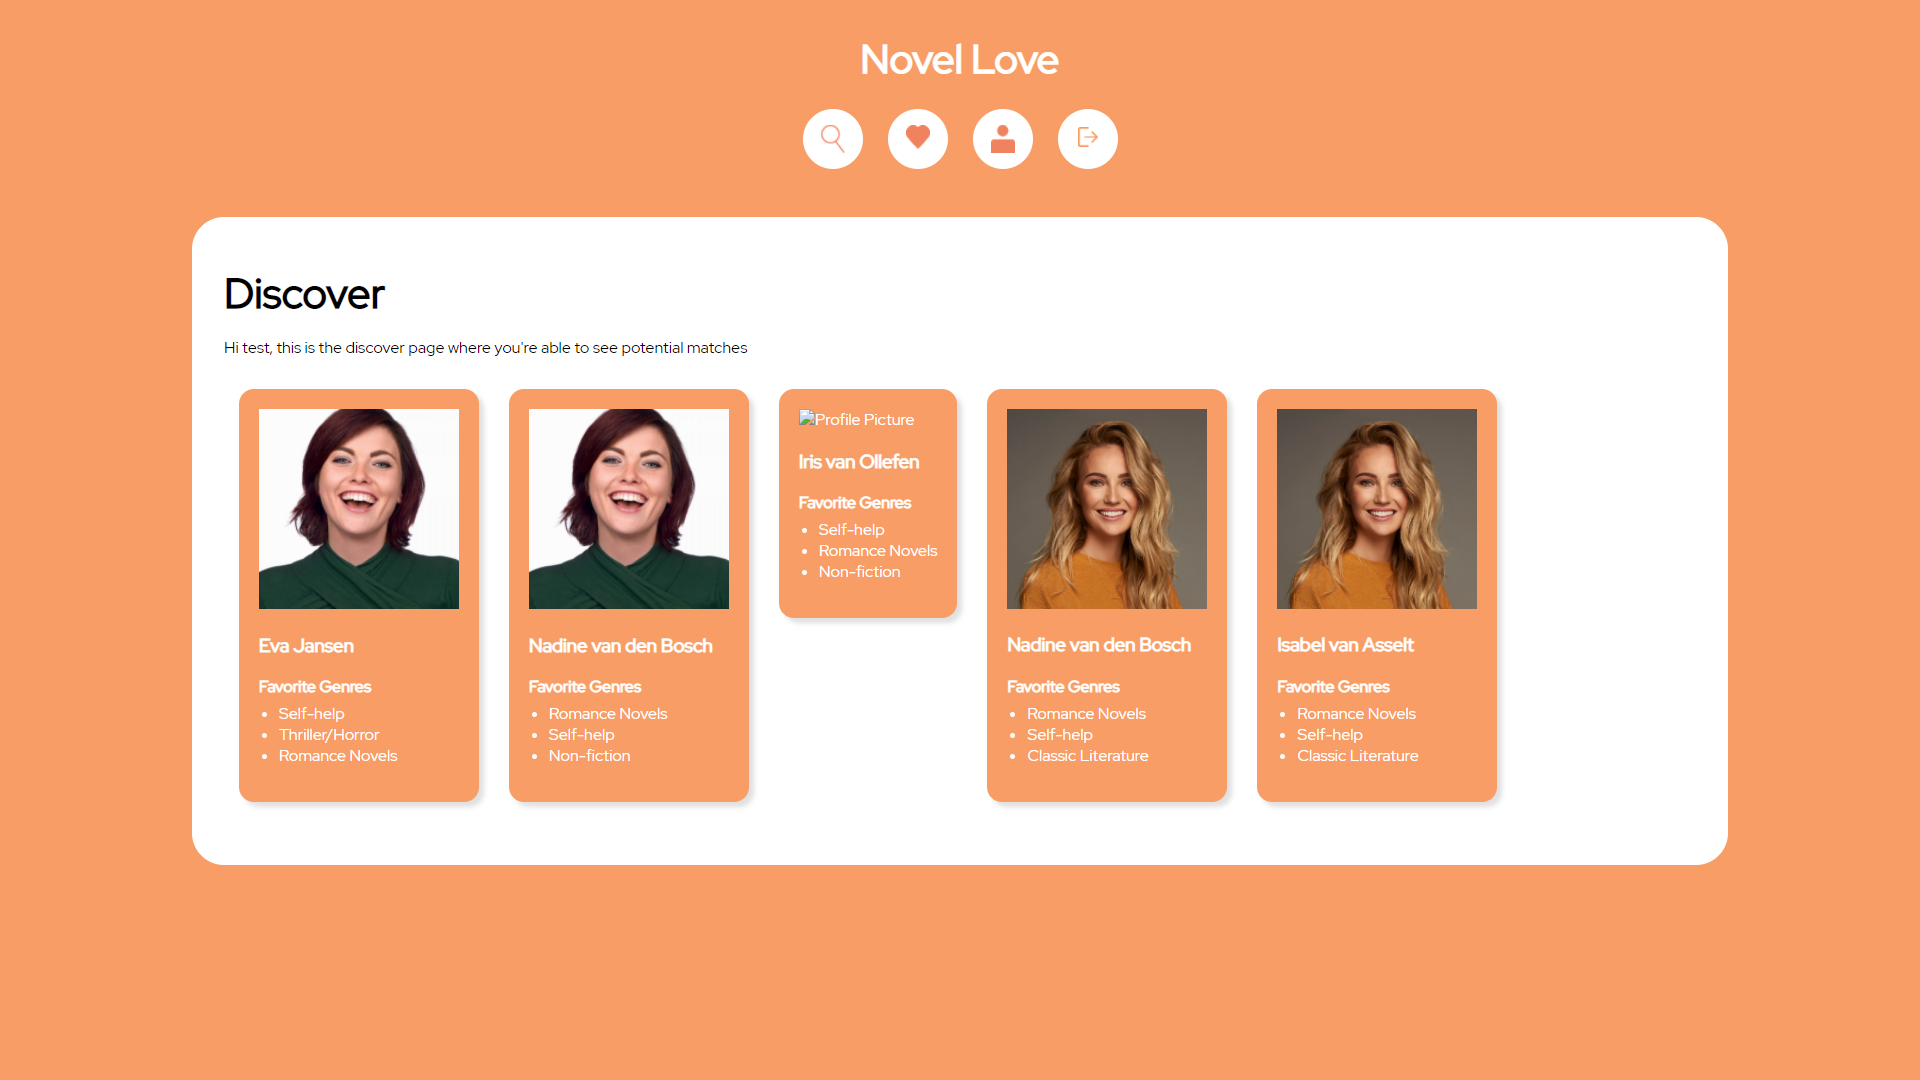 Novel Love
Discover
Hi test, this is the discover page where you're able to see potential matches
Eva Jansen
Favorite Genres
Self-help
Thriller/Horror
Romance Novels
Nadine van den Bosch
Favorite Genres
Romance Novels
Self-help
Non-fiction
Profile Picture
Iris van Ollefen
Favorite Genres
Self-help
Romance Novels
Non-fiction
Nadine van den Bosch
Favorite Genres
Romance Novels
Self-help
Classic Literature
Isabel van Asselt
Favorite Genres
Romance Novels
Self-help
Classic Literature